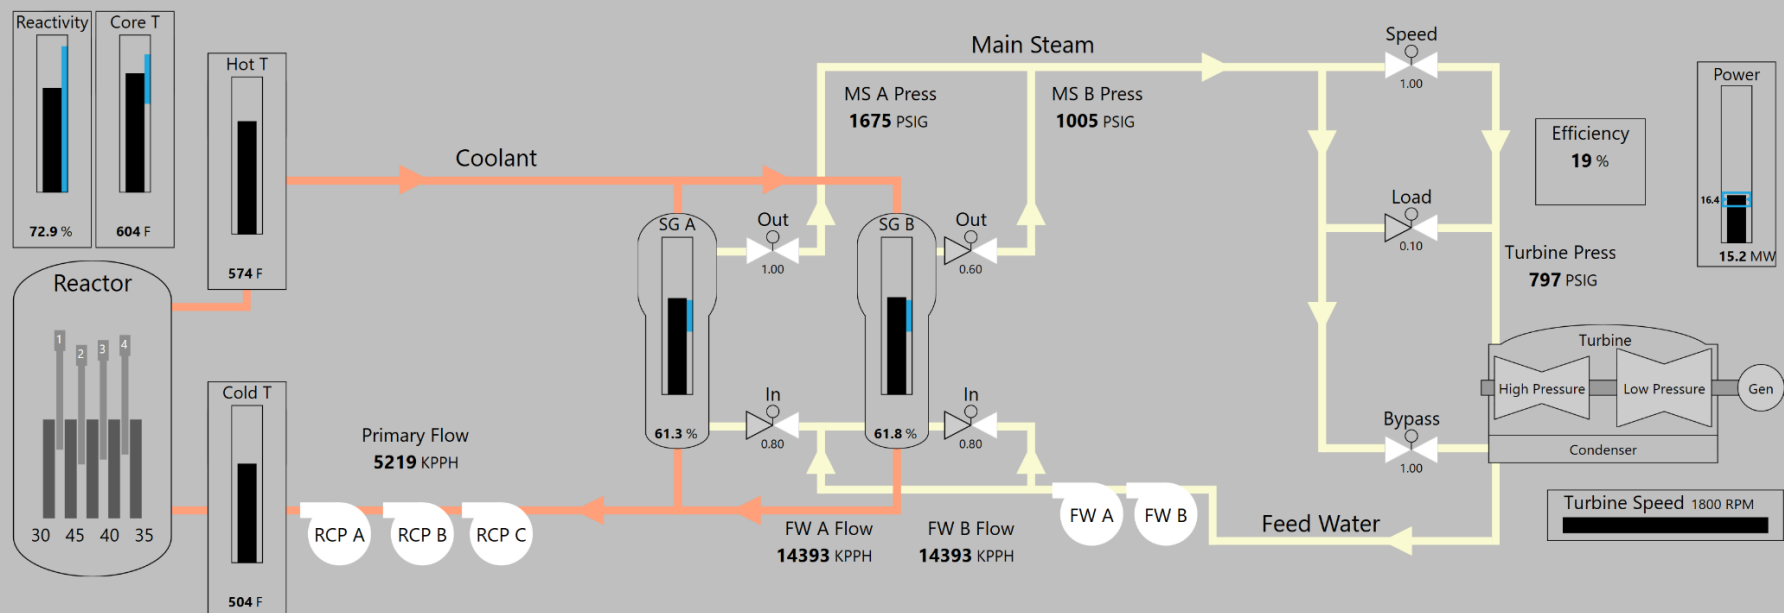 Reactivity
72.9 %
Core T
604 F
Hot T
574 F
Reactor
1
2
3
4
30 45 40 35
Cold T
504 F
Coolant
Primary Flow
5219 KPPH
RCP A
RCP B
RCP C
SG A
61.3 %
SG B
61.8 %
Out
1.00
Out
0.60
In
0.80
In
0.80
Main Steam
MS A Press
1675 PSIG
MS B Press
1005 PSIG
FW A Flow
14393 KPPH
FW B Flow
14393 KPPH
FW A
FW B
Feed Water
Speed
1.00
Load
0.10
Bypass
1.00
Efficiency
19 %
Turbine Press
797 PSIG
Power
16.4
15.2 MW
Turbine
High Pressure
Low Pressure
Gen
Condenser
Turbine Speed 1800 RPM